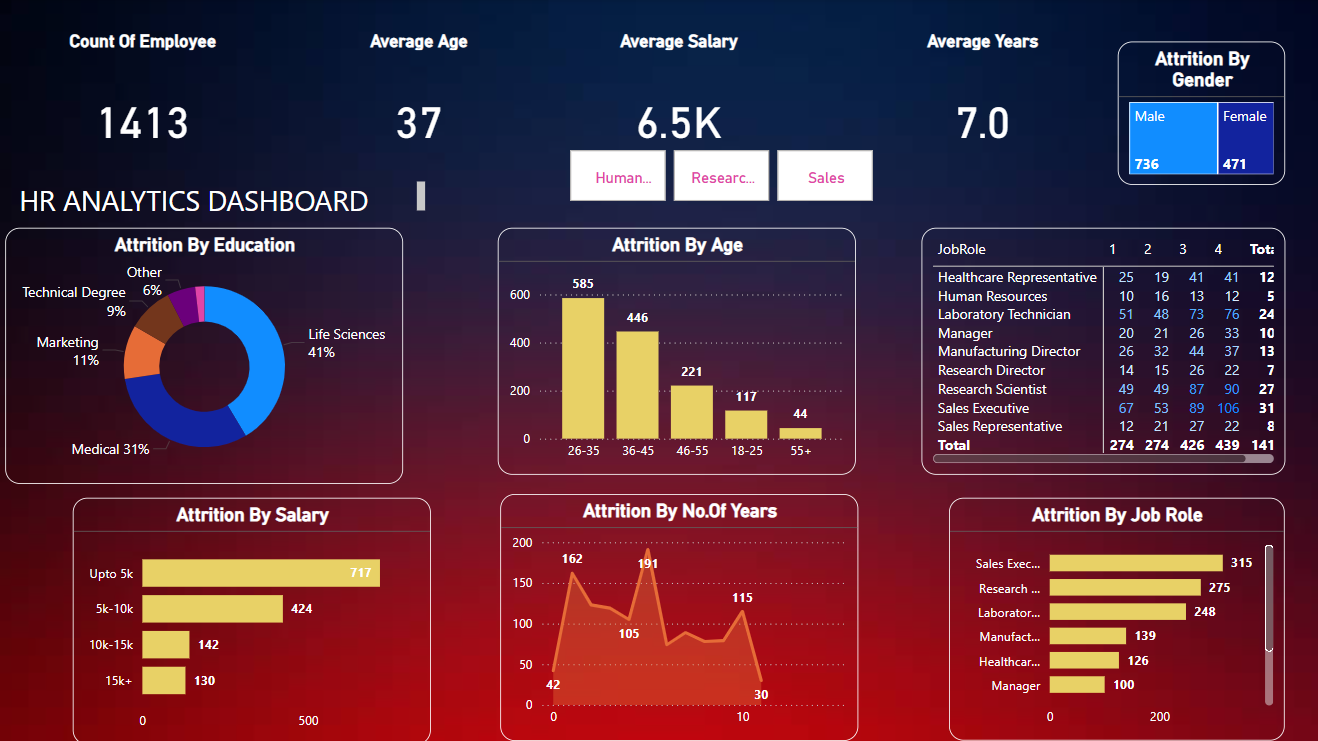 Count Of Employee
Average Age
Average Salary
Average Years
1413
37
6.5K
7.0
Attrition By
Gender
Male
Female
736
471
Human...
Researc...
Sales
HR ANALYTICS DASHBOARD
Attrition By Education
Other
6%
Technical Degree
9%
Marketing
11%
Medical 31%
Life Sciences
41%
Attrition By Age
600
400
200
0
585
446
221
117
44
26-35
36-45
46-55
18-25
55+
JobRole 1 2 3 4 Tota
Healthcare Representative 25 19 41 41 12
Human Resources 10 16 13 12 5
Laboratory Technician 51 48 73 76 24
Manager 20 21 26 33 10
Manufacturing Director 26 32 44 37 13
Research Director 14 15 26 22 7
Research Scientist 49 49 87 90 27
Sales Executive 67 53 89 106 31
Sales Representative 12 21 27 22 8
Total 274 274 426 439 141
Attrition By Salary
Upto 5k 717
5k-10k 424
10k-15k 142
15k+ 130
0 500
Attrition By No.Of Years
200
150
100
50
0
162
191
105
115
42
30
0 10
Attrition By Job Role
Sales Exec... 315
Research ... 275
Laborator... 248
Manufact... 139
Healthcar... 126
Manager 100
0 200